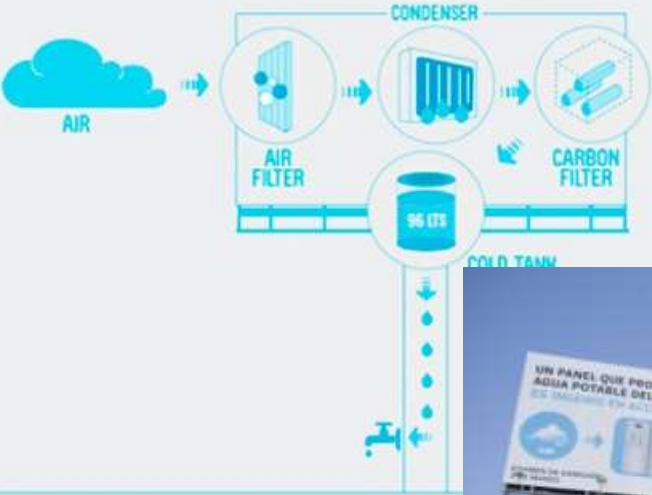 CONDENSER
AIR
AIR
FILTER
CARBON
FILTER
96 LTS
COLD TANK
UN PANEL QUE PRO
AGUA POTABLE DEL